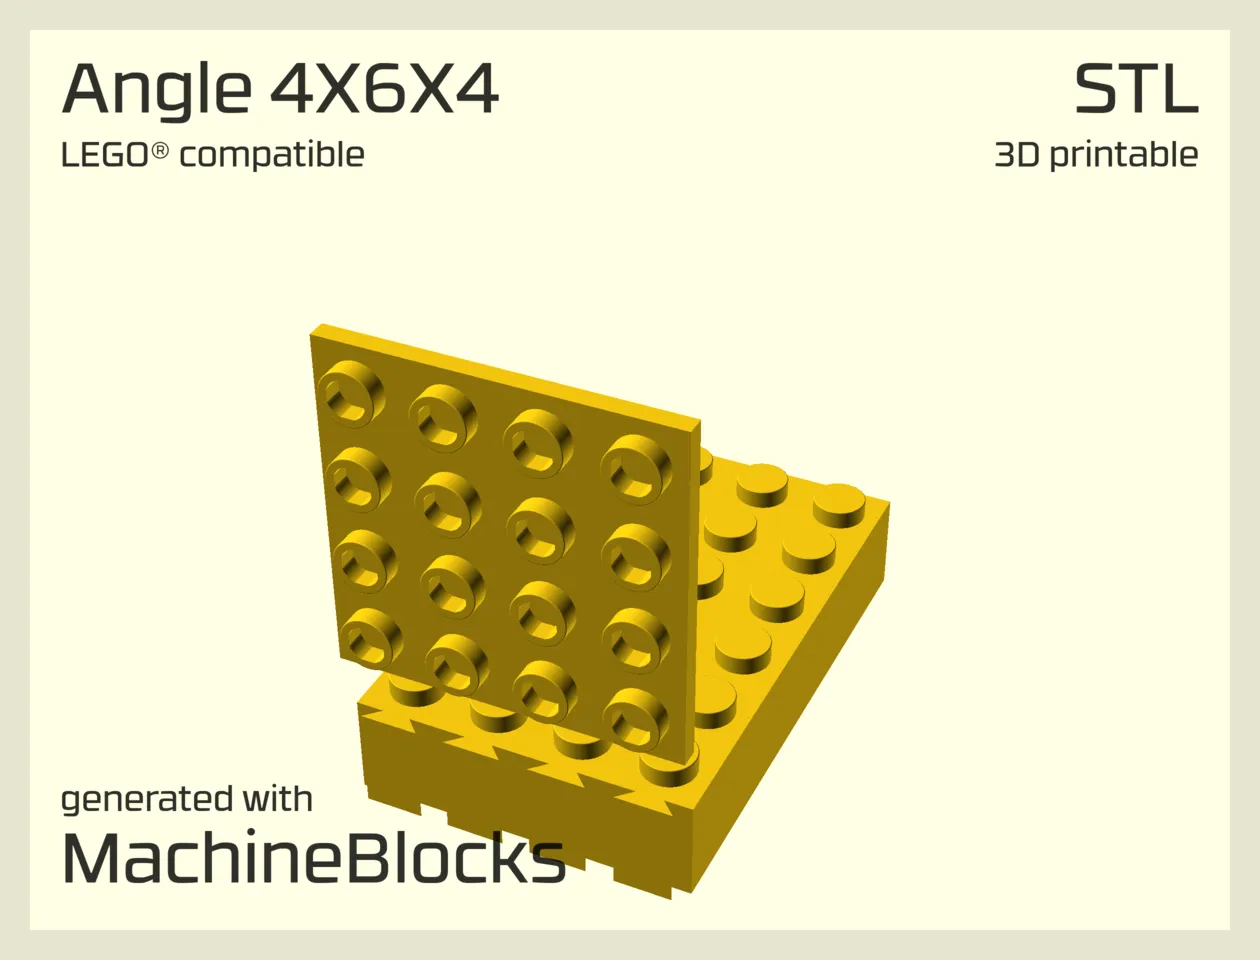 Angle 4X6X4
LEGO® compatible
STL
3D printable
generated with
MachineBlocks